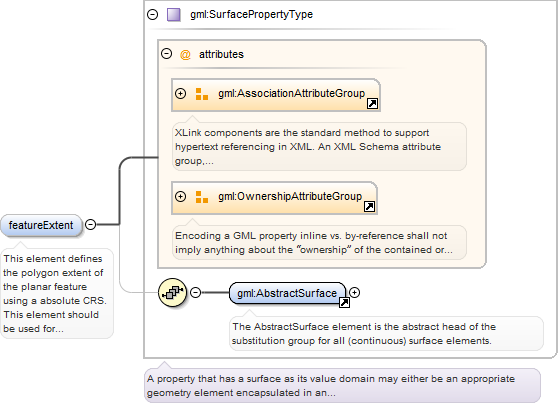 gml:SurfacePropertyType
@ attributes
gml:AssociationAttributeGroup
XLink components are the standard method to support
hypertext referencing in XML. An XML Schema attribute
group,...
gml:OwnershipAttributeGroup
Encoding a GML property inline vs. by-reference shall not
imply anything about the "ownership" of the contained or...
featureExtent
This element defines
the polygon extent of
the planar feature
using a absolute CRS.
This element should
be used for...
gml:AbstractSurface
The AbstractSurface element is the abstract head of the
substitution group for all (continuous) surface elements.
A property that has a surface as its value domain may either be an appropriate
geometry element encapsulated in an...